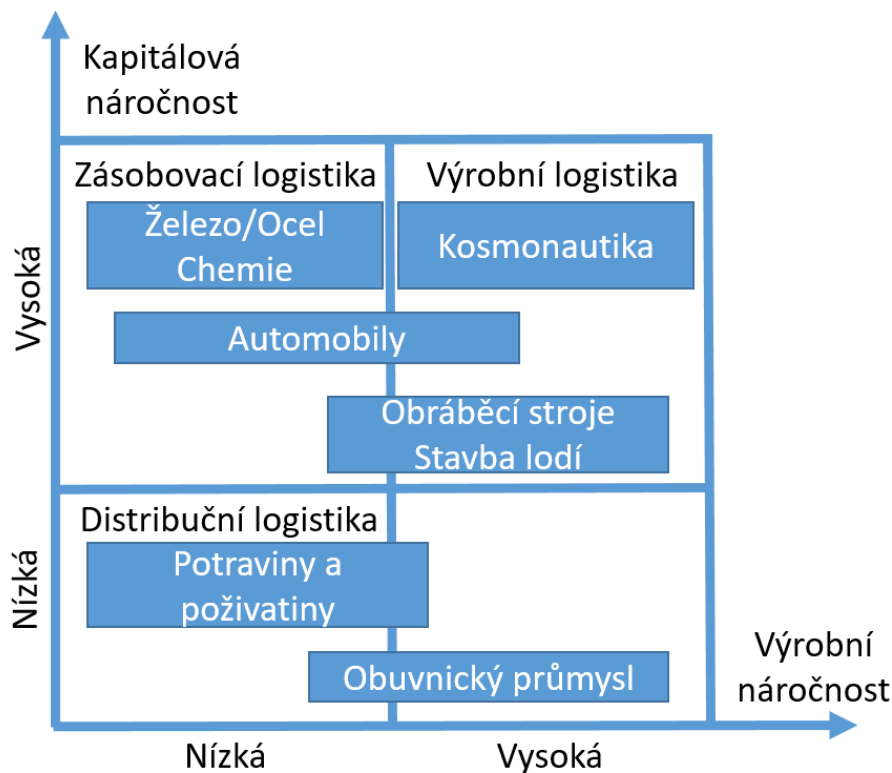 Kapitálová
náročnost
Zásobovací logistika
Výrobní logistika
Železo/Ocel
Chemie
Kosmonautika
Vysoká
Automobily
Obráběcí stroje
Stavba lodí
Distribuční logistika
Potraviny a
poživatiny
Nízká
Obuvnický průmysl
Výrobní
náročnost
Nízká
Vysoká